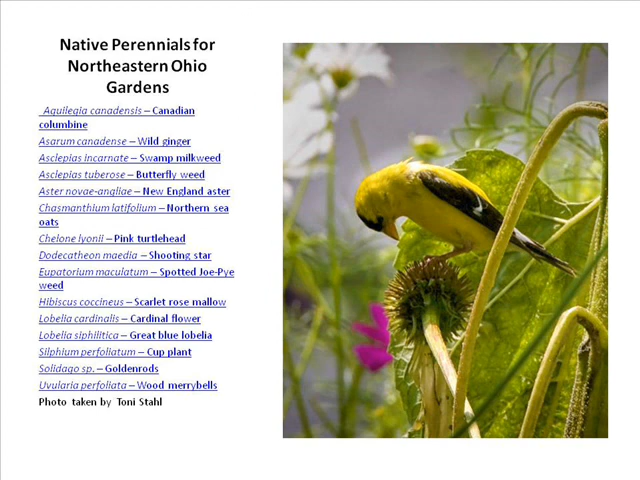 Native Perennials for
Northeastern Ohio
Gardens
Aquilegia canadensis – Canadian
columbine
Asarum canadense – Wild ginger
Asclepias incarnate – Swamp milkweed
Asclepias tuberose – Butterfly weed
Aster novae-angliae – New England aster
Chasmanthium latifolium – Northern sea
oats
Chelone lyonii – Pink turtlehead
Dodecatheon maedia – Shooting star
Eupatorium maculatum – Spotted Joe-Pye
weed
Hibiscus coccineus – Scarlet rose mallow
Lobelia cardinalis – Cardinal flower
Lobelia siphilitica – Great blue lobelia
Silphium perfoliatum – Cup plant
Solidago sp. – Goldenrods
Uvularia perfoliata – Wood merrybells
Photo taken by Toni Stahl